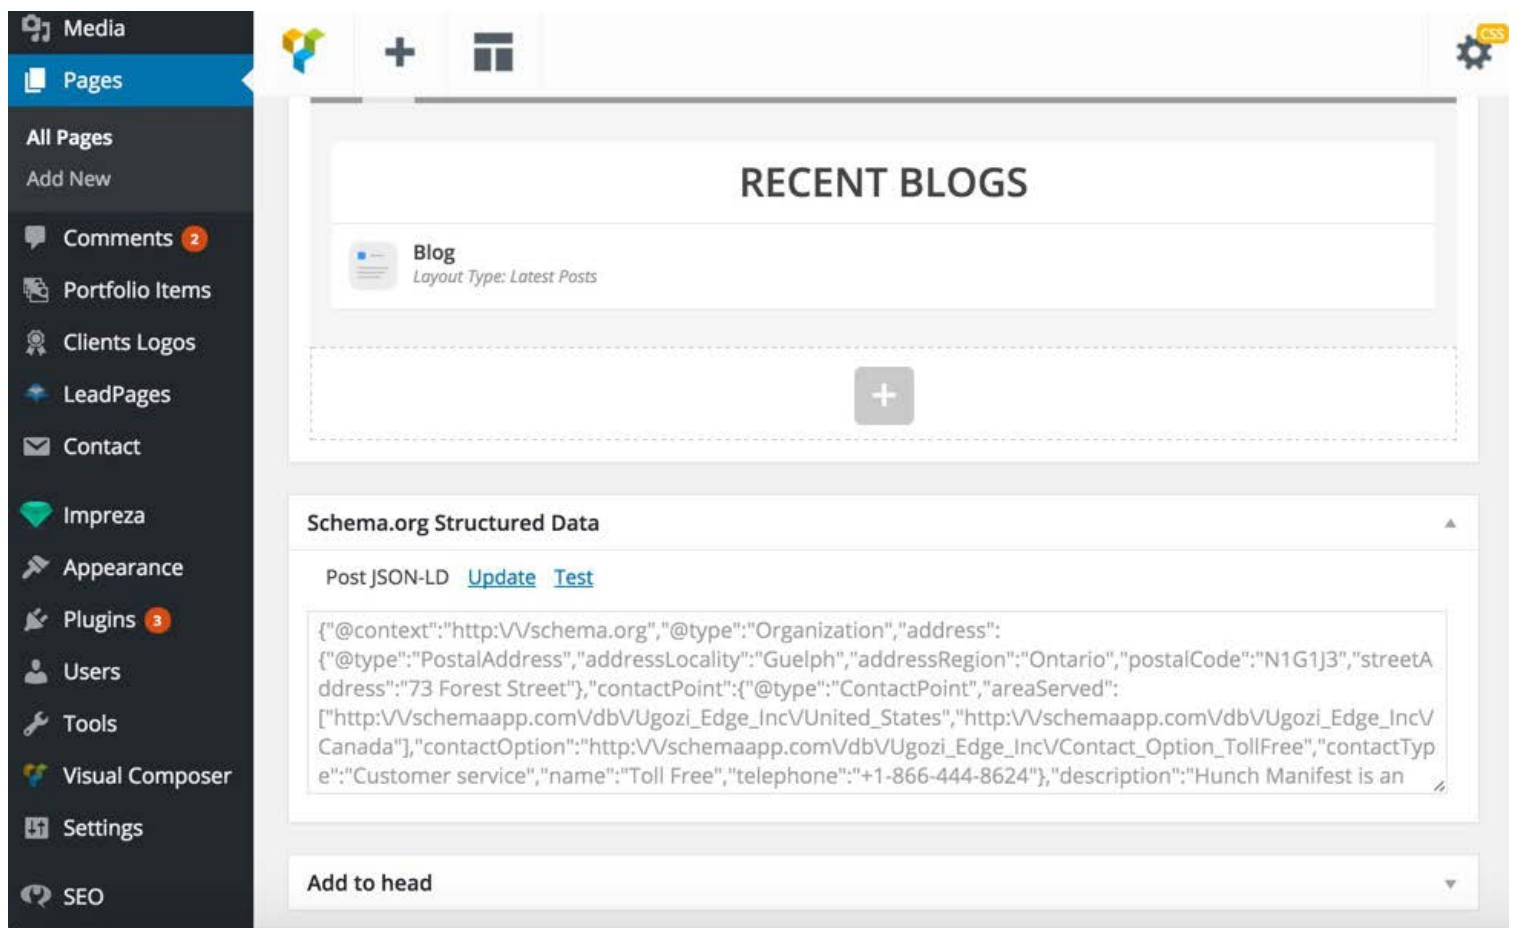 Media
Pages
All Pages
Add New
Comments 2
Portfolio Items
Clients Logos
LeadPages
Contact
Impreza
Appearance
Plugins 3
Users
Tools
Visual Composer
Settings
SEO
CSS
RECENT BLOGS
Blog
Layout Type: Latest Posts
Schema.org Structured Data
Post JSON-LD Update Test
{"@context":"http:\/\/schema.org","@type":"Organization","address":
{"@type":"PostalAddress","addressLocality":"Guelph","addressRegion":"Ontario","postalCode":"N1G1J3","streetA
ddress":"73 Forest Street"},"contactPoint":{"@type":"ContactPoint","areaServed":
["http:\/\/schemaapp.com\/db\/Ugozi_Edge_Inc\/United_States","http:\/\/schemaapp.com\/db\/Ugozi_Edge_Inc\/
Canada"],"contactOption":"http:\/\/schemaapp.com\/db\/Ugozi_Edge_Inc\/Contact_Option_TollFree","contactTyp
e":"Customer service","name":"Toll Free","telephone":"+1-866-444-8624"},"description":"Hunch Manifest is an
Add to head